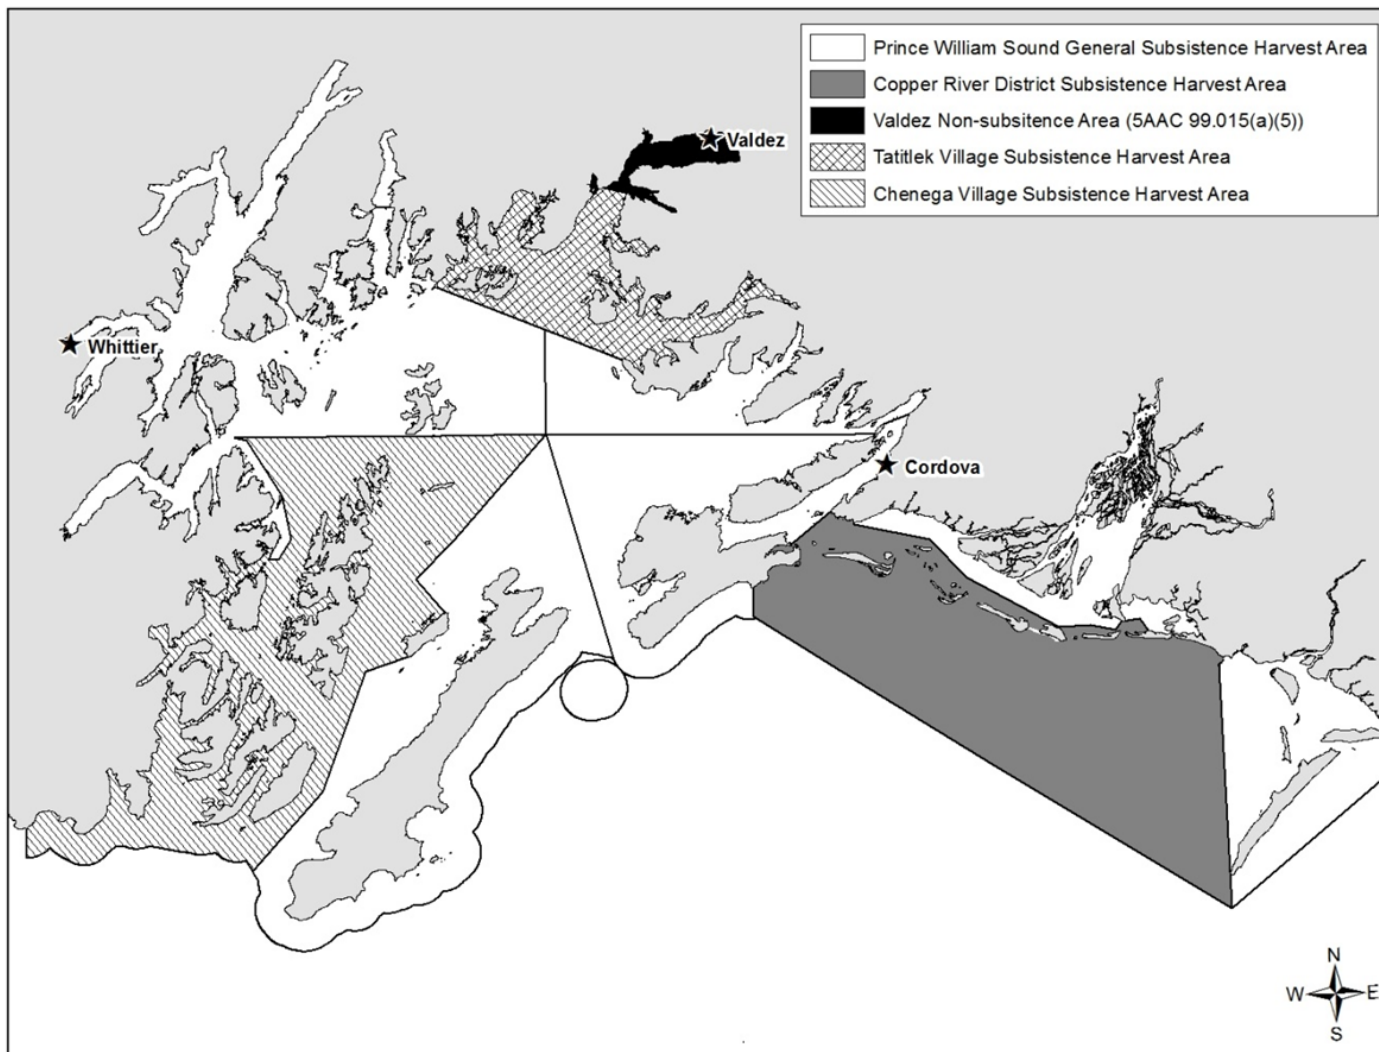 Prince William Sound General Subsistence Harvest Area
Copper River District Subsistence Harvest Area
Valdez Non-subsitence Area (5AAC 99.015(a)(5))
Tatitlek Village Subsistence Harvest Area
Chenega Village Subsistence Harvest Area
Valdez
Whittier
Cordova
N
W E
S